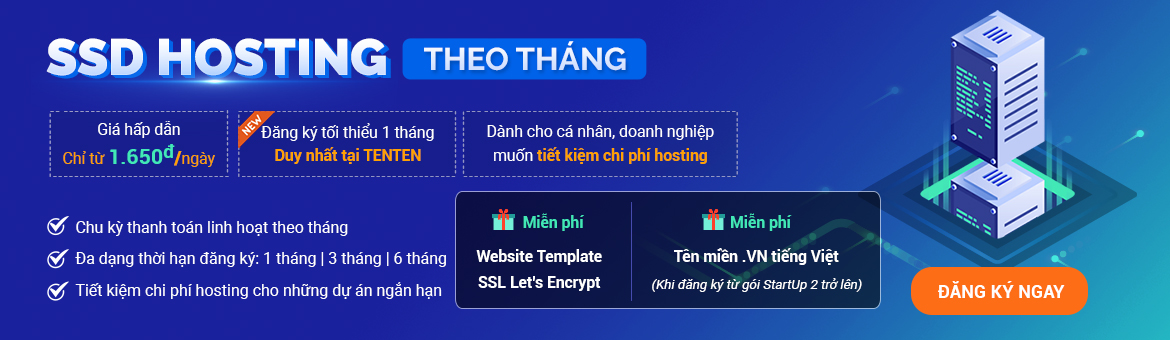 SSD HOSTING THEO THÁNG
Giá hấp dẫn
Chỉ từ 1.650đ/ngày
NEW
Đăng ký tối thiểu 1 tháng
Duy nhất tại TENTEN
Dành cho cá nhân, doanh nghiệp
muốn tiết kiệm chi phí hosting
Chu kỳ thanh toán linh hoạt theo tháng
Đa dạng thời hạn đăng ký: 1 tháng | 3 tháng | 6 tháng
Tiết kiệm chi phí hosting cho những dự án ngắn hạn
Miễn phí
Website Template
SSL Let's Encrypt
Miễn phí
Tên miền .VN tiếng Việt
(Khi đăng ký từ gói StartUp 2 trở lên)
ĐĂNG KÝ NGAY